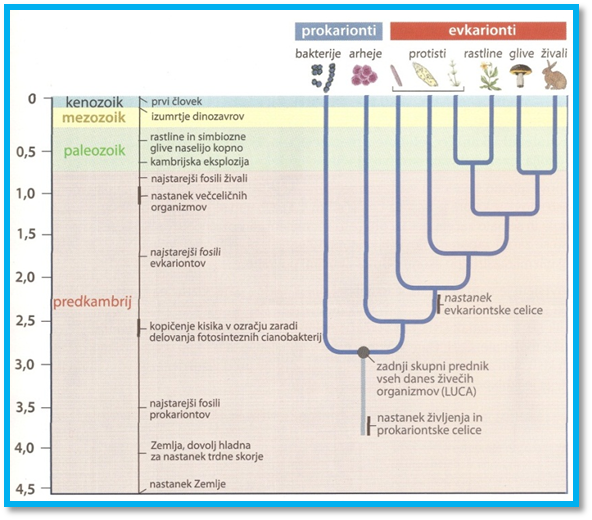 prokarionti
evkarionti
bakterije
arheje
protisti
rastline
glive
živali
0
kenozoik
prvi človek
mezozoik
izumrtje dinozavrov
rastline in simbiozne
glive naselijo kopno
0,5
paleozoik
kambrijska eksplozija
najstarejši fosili živali
1,0
nastanek večceličnih
organizmov
1,5
najstarejši fosili
evkariontov
2,0
predkambrij
nastanek
evkariontske celice
2,5
kopičenje kisika v ozračju zaradi
delovanja fotosinteznih cianobakterij
3,0
zadnji skupni prednik
vseh danes živečih
organizmov (LUCA)
3,5
najstarejši fosili
prokariontov
nastanek življenja in
prokariontske celice
4,0
Zemlja, dovolj hladna
za nastanek trdne skorje
4,5
nastanek Zemlje